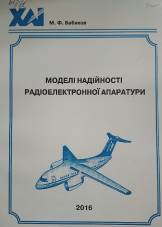 ХАІ
М. Ф. Бабаков
МОДЕЛІ НАДІЙНОСТІ
РАДІОЕЛЕКТРОННОЇ АПАРАТУРИ
2016